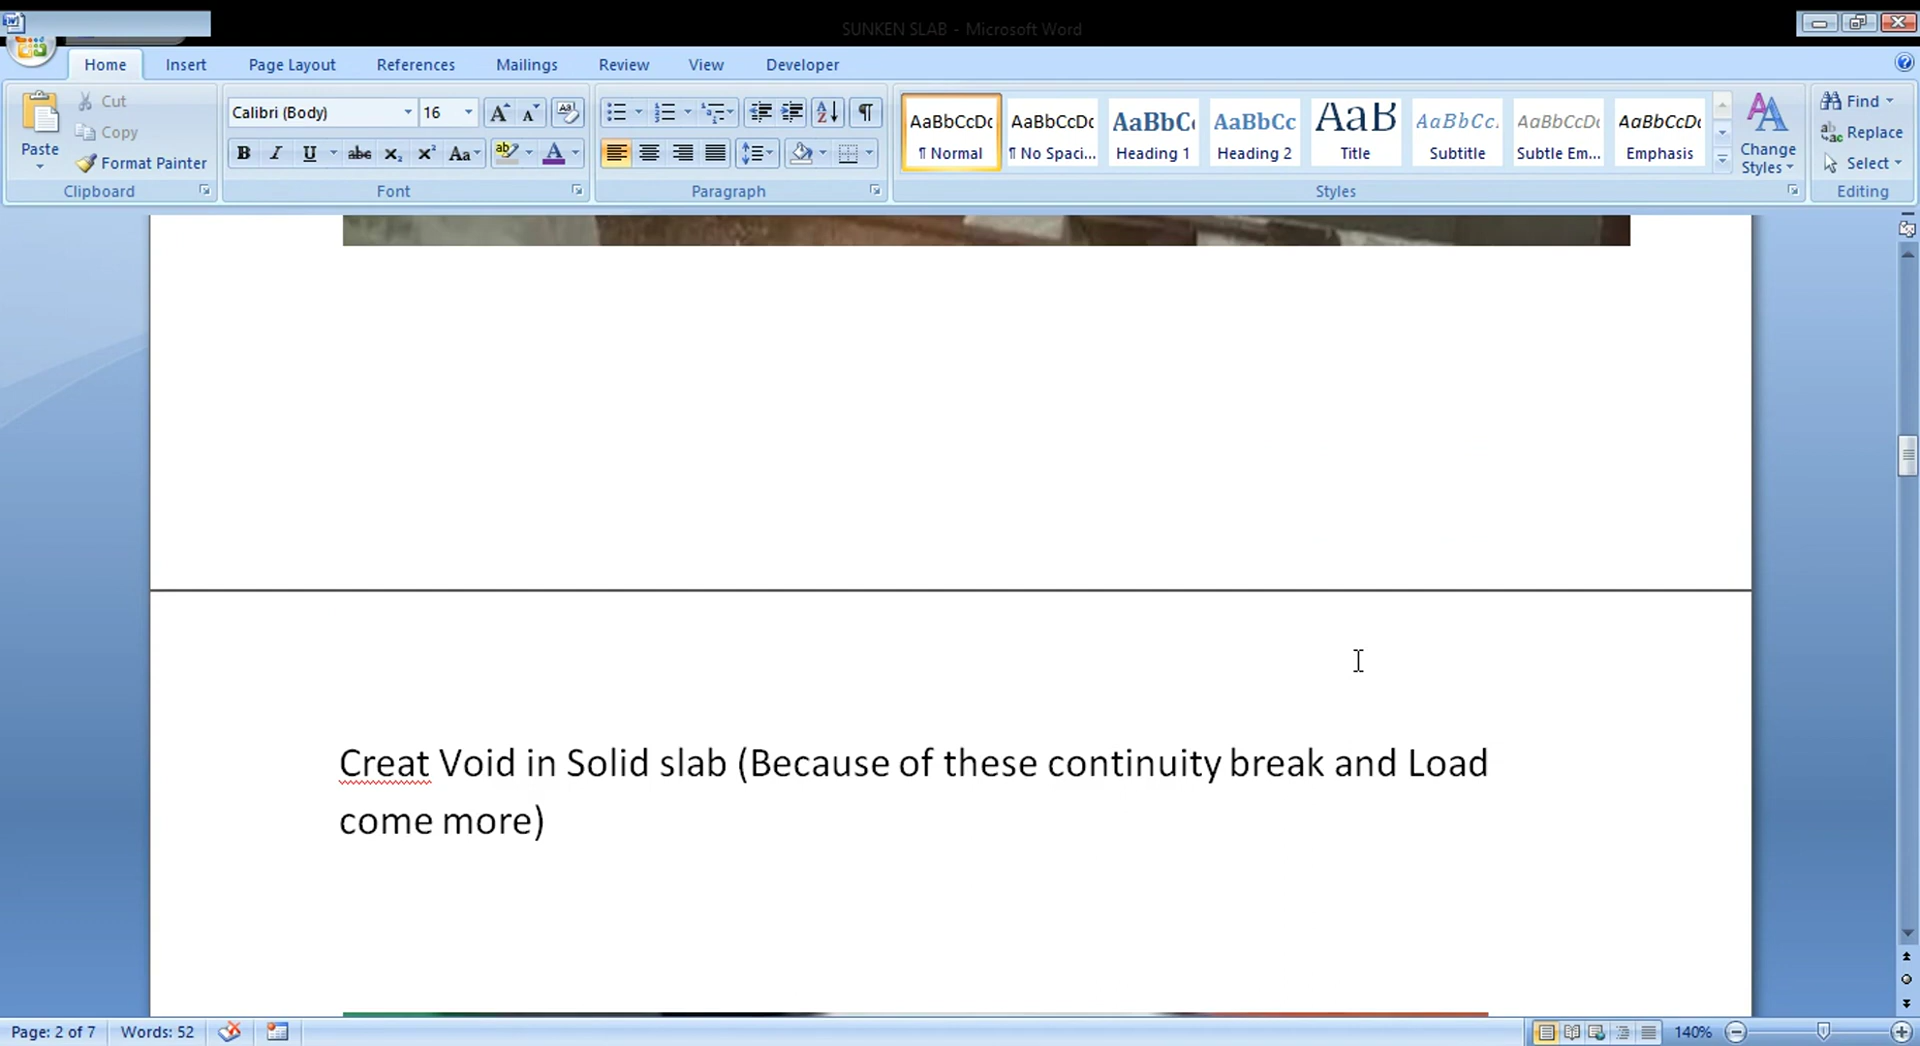 SUNKEN SLAB - Microsoft Word
Home Insert Page Layout References Mailings Review View Developer
Paste Cut Copy Format Painter Clipboard
Calibri (Body) 16 Font
Paragraph
AaBbCcDc AaBbCcDc AaBbC AaBbCc AaB AaBbCc. AaBbCcDc AaBbCcDc
¶ Normal ¶ No Spaci... Heading 1 Heading 2 Title Subtitle Subtle Em... Emphasis
Change Styles Styles
Find Replace Select Editing
Creat Void in Solid slab (Because of these continuity break and Load
come more)
Page: 2 of 7 Words: 52 140%